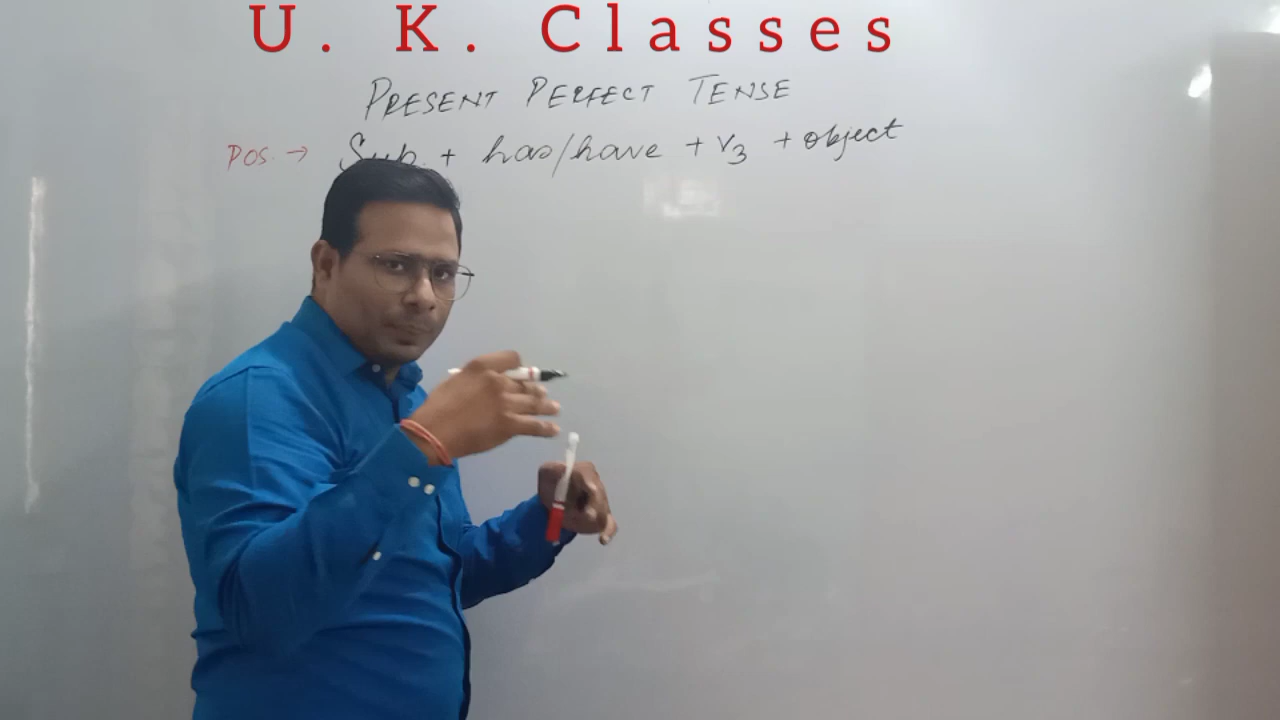 U. K. Classes
PRESENT PERFECT TENSE
POS. → Sub. + has/have + V3 + object